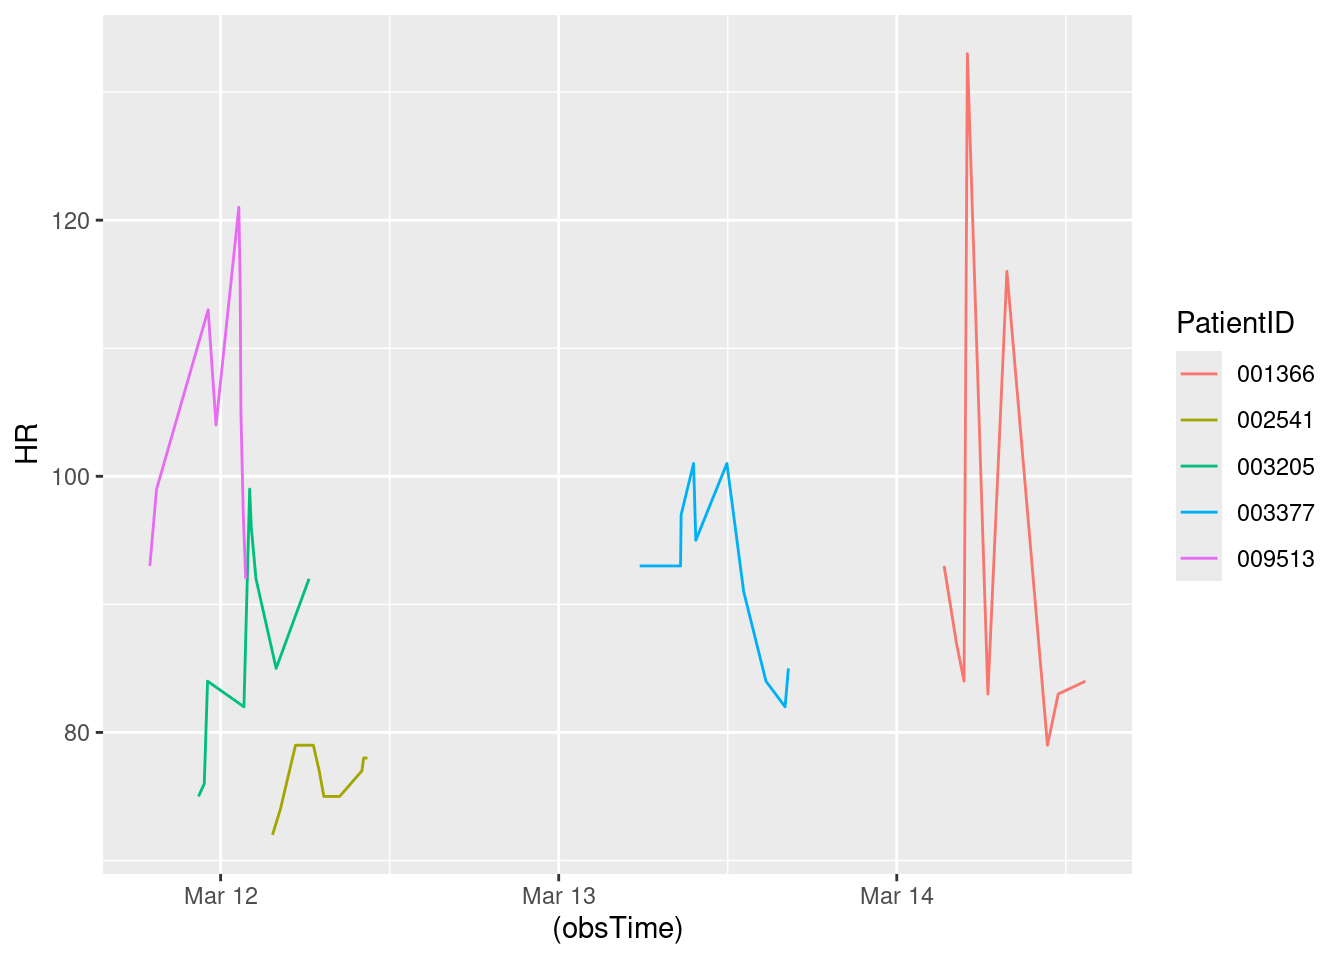 HR
120
100
80
Mar 12
Mar 13
Mar 14
(obsTime)
PatientID
001366
002541
003205
003377
009513